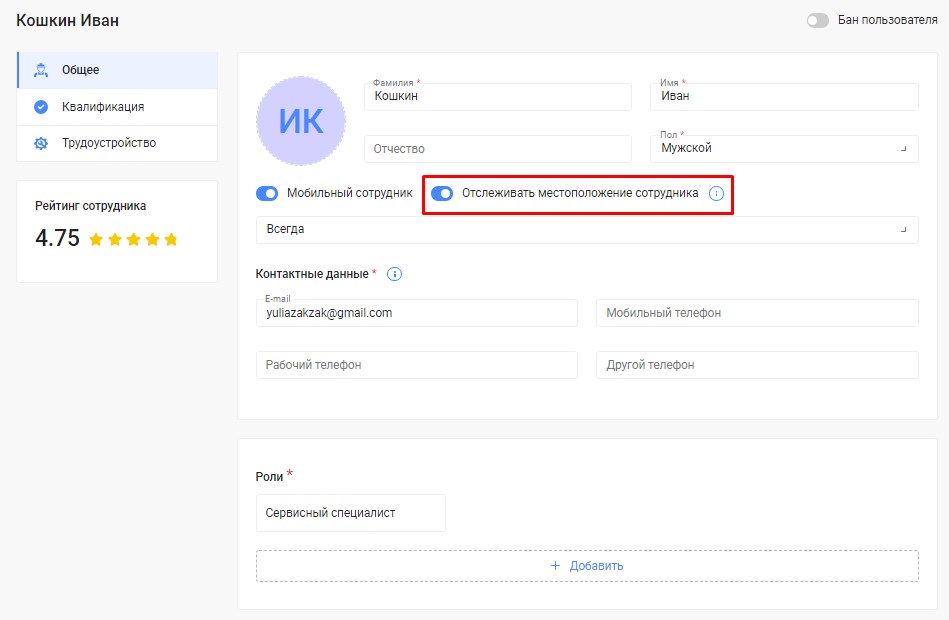 Кошкин Иван
Бан пользователя
Общее
Квалификация
Трудоустройство
Рейтинг сотрудника
4.75
ИК
Фамилия *
Кошкин
Имя *
Иван
Отчество
Пол *
Мужской
Мобильный сотрудник
Отслеживать местоположение сотрудника
Всегда
Контактные данные *
E-mail
yuliazakzak@gmail.com
Мобильный телефон
Рабочий телефон
Другой телефон
Роли *
Сервисный специалист
+ Добавить